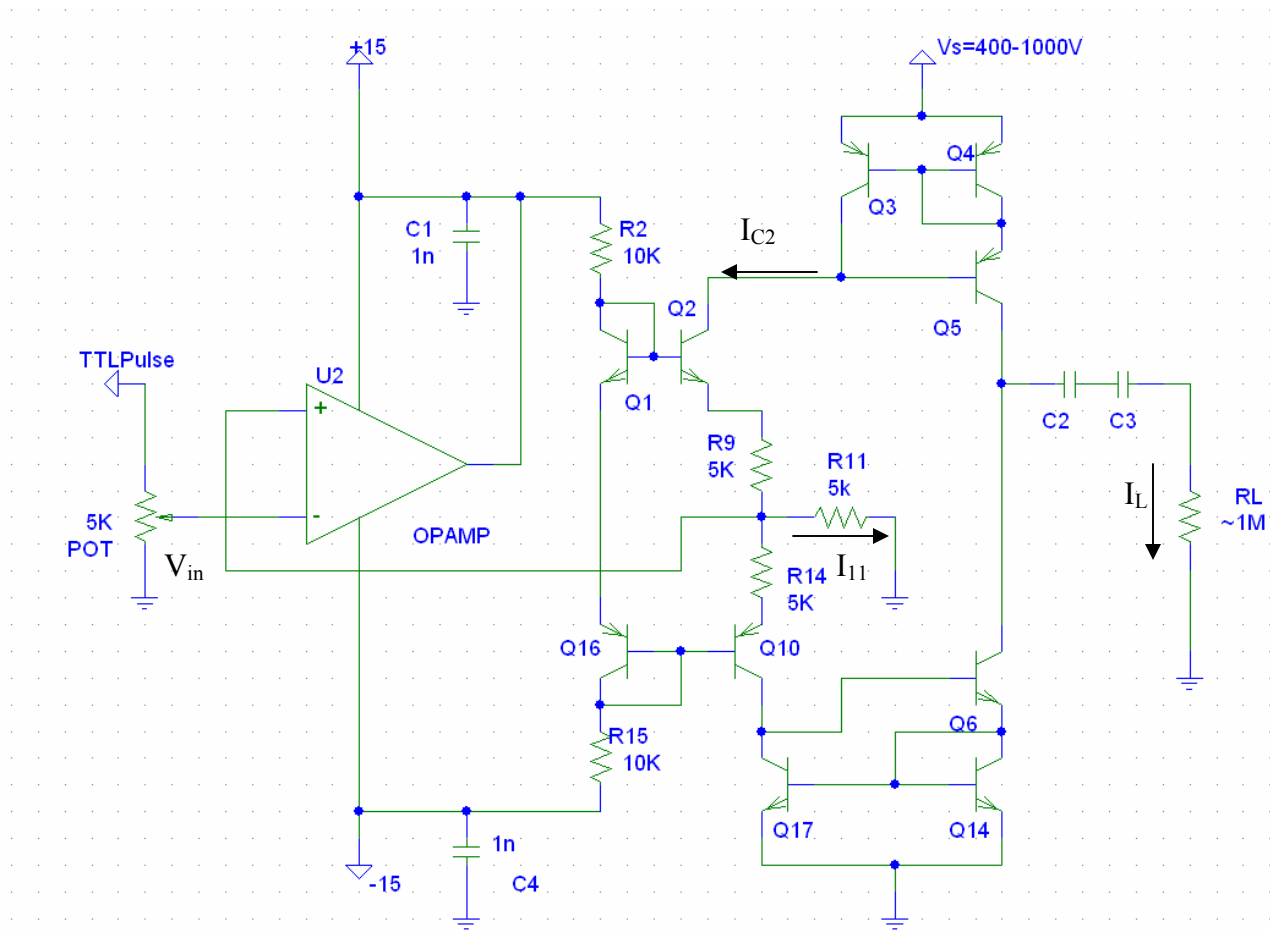 +15
Vs=400-1000V
Q4
Q3
C1
1n
R2
10K
IC2
Q2
Q5
TTLPulse
U2
+
-
OPAMP
Q1
R9
5K
R11
5k
C2
C3
IL
RL
~1M
5K
POT
Vin
I11
R14
5K
Q16
Q10
Q6
R15
10K
Q17
Q14
1n
C4
-15